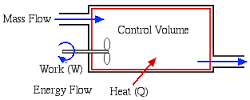 Mass Flow
Control Volume
Work (W)
Energy Flow
Heat (Q)